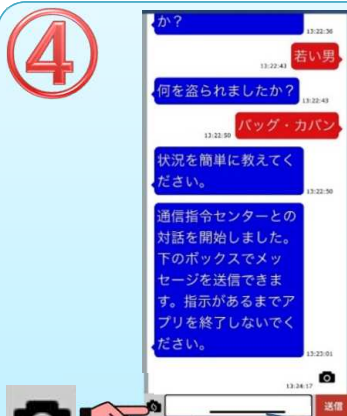 ④
か？
13:22:36
若い男
13:22:43
何を盗られましたか？
13:22:43
バッグ・カバン
13:22:50
状況を簡単に教えてく
ださい。
13:22:50
通信指令センターとの
対話を開始しました。
下のボックスでメッ
セージを送信できま
す。指示があるまでア
プリを終了しないでく
ださい。
13:23:01
13:24:17
送信